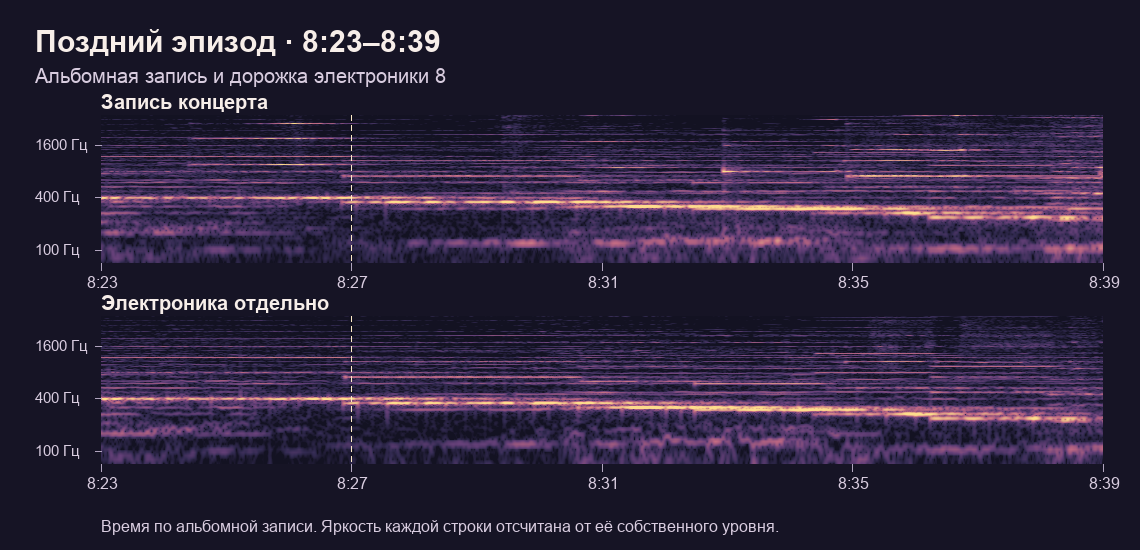 Поздний эпизод · 8:23–8:39
Альбомная запись и дорожка электроники 8
Запись концерта
1600 Гц
400 Гц
100 Гц
8:23 8:27 8:31 8:35 8:39
Электроника отдельно
1600 Гц
400 Гц
100 Гц
8:23 8:27 8:31 8:35 8:39
Время по альбомной записи. Яркость каждой строки отсчитана от её собственного уровня.